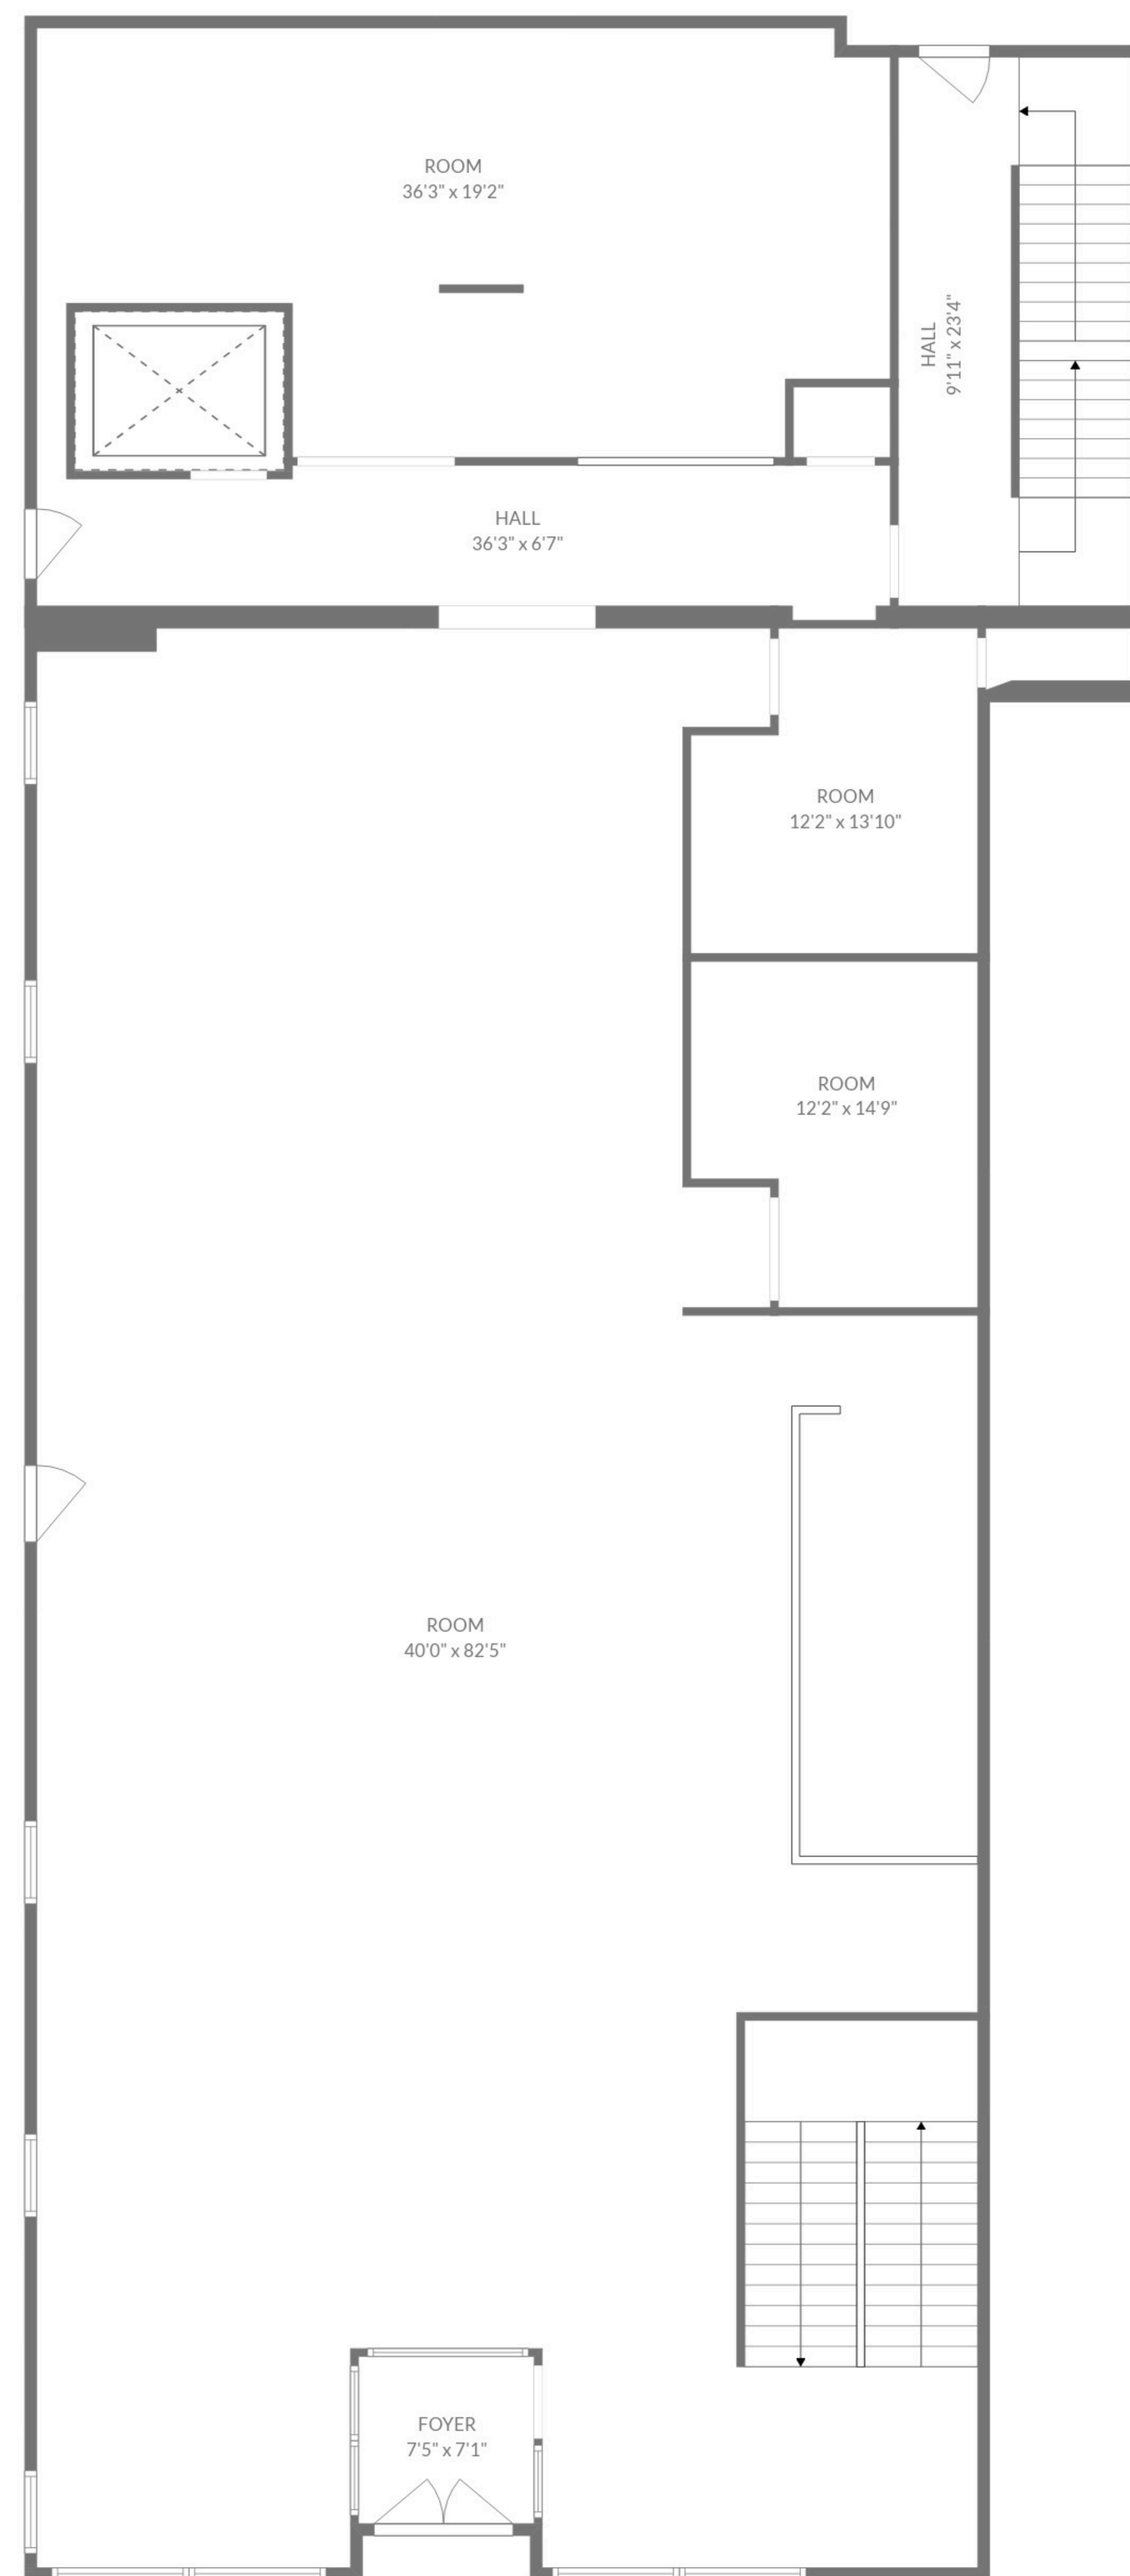 ROOM
36'3" x 19'2"
HALL
9'11" x 23'4"
HALL
36'3" x 6'7"
ROOM
12'2" x 13'10"
ROOM
12'2" x 14'9"
ROOM
40'0" x 82'5"
FOYER
7'5" x 7'1"